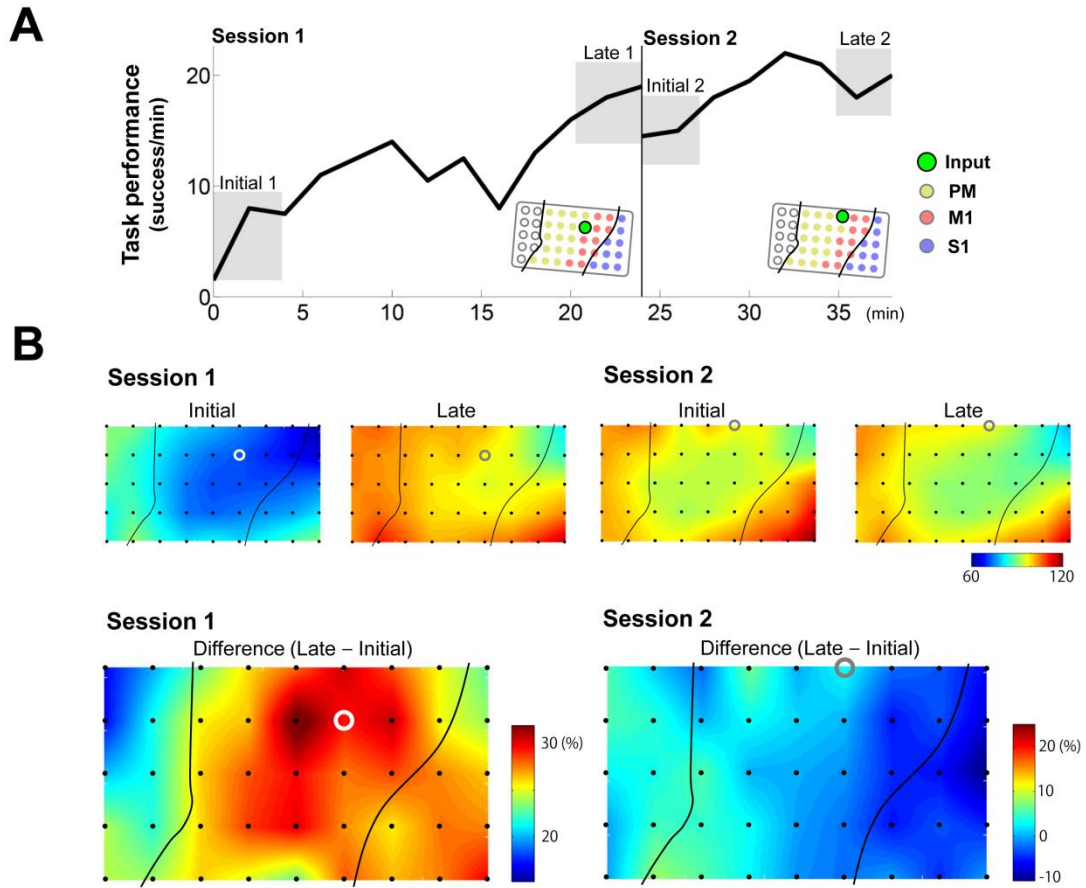 A
Session 1
Session 2
Late 1
Late 2
Initial 2
Initial 1
Task performance
(success/min)
20
10
0
0 5 10 15 20 25 30 35 (min)
Input
PM
M1
S1
B
Session 1
Session 2
Initial
Late
Initial
Late
60 120
Session 1
Session 2
Difference (Late – Initial)
Difference (Late – Initial)
30 (%)
20
20 (%)
10
0
-10